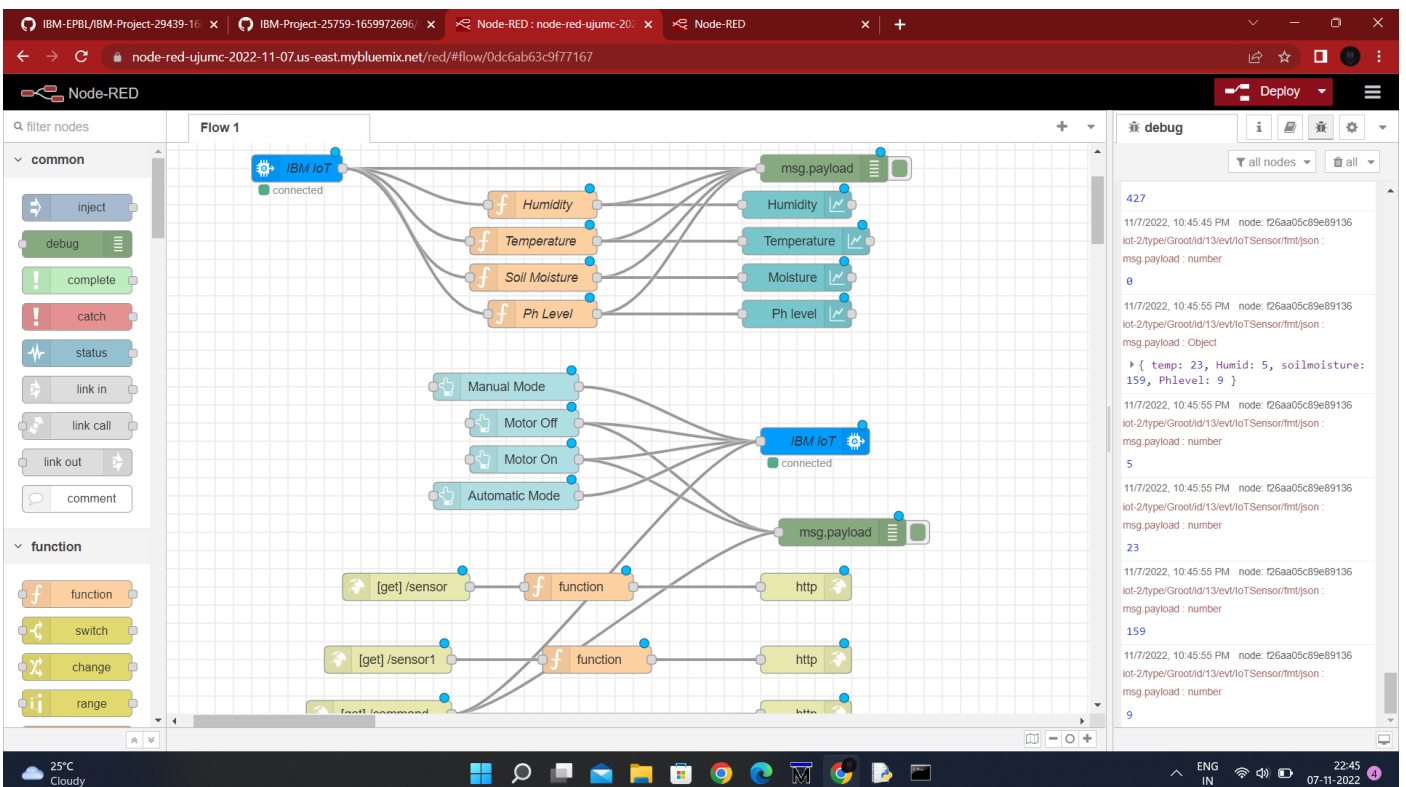 IBM-EPBL/IBM-Project-29439-16
IBM-Project-25759-1659972696/
Node-RED : node-red-ujumc-202
Node-RED
node-red-ujumc-2022-11-07.us-east.mybluemix.net/red/#flow/0dc6ab63c9f77167
Node-RED
Deploy
filter nodes
Flow 1
debug
i
common
inject
debug
complete
catch
status
link in
link call
link out
comment
function
function
switch
change
range
IBM IoT
connected
msg.payload
Humidity
Humidity
Temperature
Temperature
Soil Moisture
Moisture
Ph Level
Ph level
Manual Mode
Motor Off
Motor On
Automatic Mode
IBM IoT
connected
msg.payload
[get] /sensor
function
http
[get] /sensor1
function
http
[get] /command
http
all nodes
all
427
11/7/2022, 10:45:45 PM node: f26aa05c89e89136
iot-2/type/Groot/id/13/evt/IoTSensor/fmt/json :
msg.payload : number
0
11/7/2022, 10:45:55 PM node: f26aa05c89e89136
iot-2/type/Groot/id/13/evt/IoTSensor/fmt/json :
msg.payload : Object
{ temp: 23, Humid: 5, soilmoisture:
159, Phlevel: 9 }
11/7/2022, 10:45:55 PM node: f26aa05c89e89136
iot-2/type/Groot/id/13/evt/IoTSensor/fmt/json :
msg.payload : number
5
11/7/2022, 10:45:55 PM node: f26aa05c89e89136
iot-2/type/Groot/id/13/evt/IoTSensor/fmt/json :
msg.payload : number
23
11/7/2022, 10:45:55 PM node: f26aa05c89e89136
iot-2/type/Groot/id/13/evt/IoTSensor/fmt/json :
msg.payload : number
159
11/7/2022, 10:45:55 PM node: f26aa05c89e89136
iot-2/type/Groot/id/13/evt/IoTSensor/fmt/json :
msg.payload : number
9
25°C
Cloudy
ENG
IN
22:45
07-11-2022
4